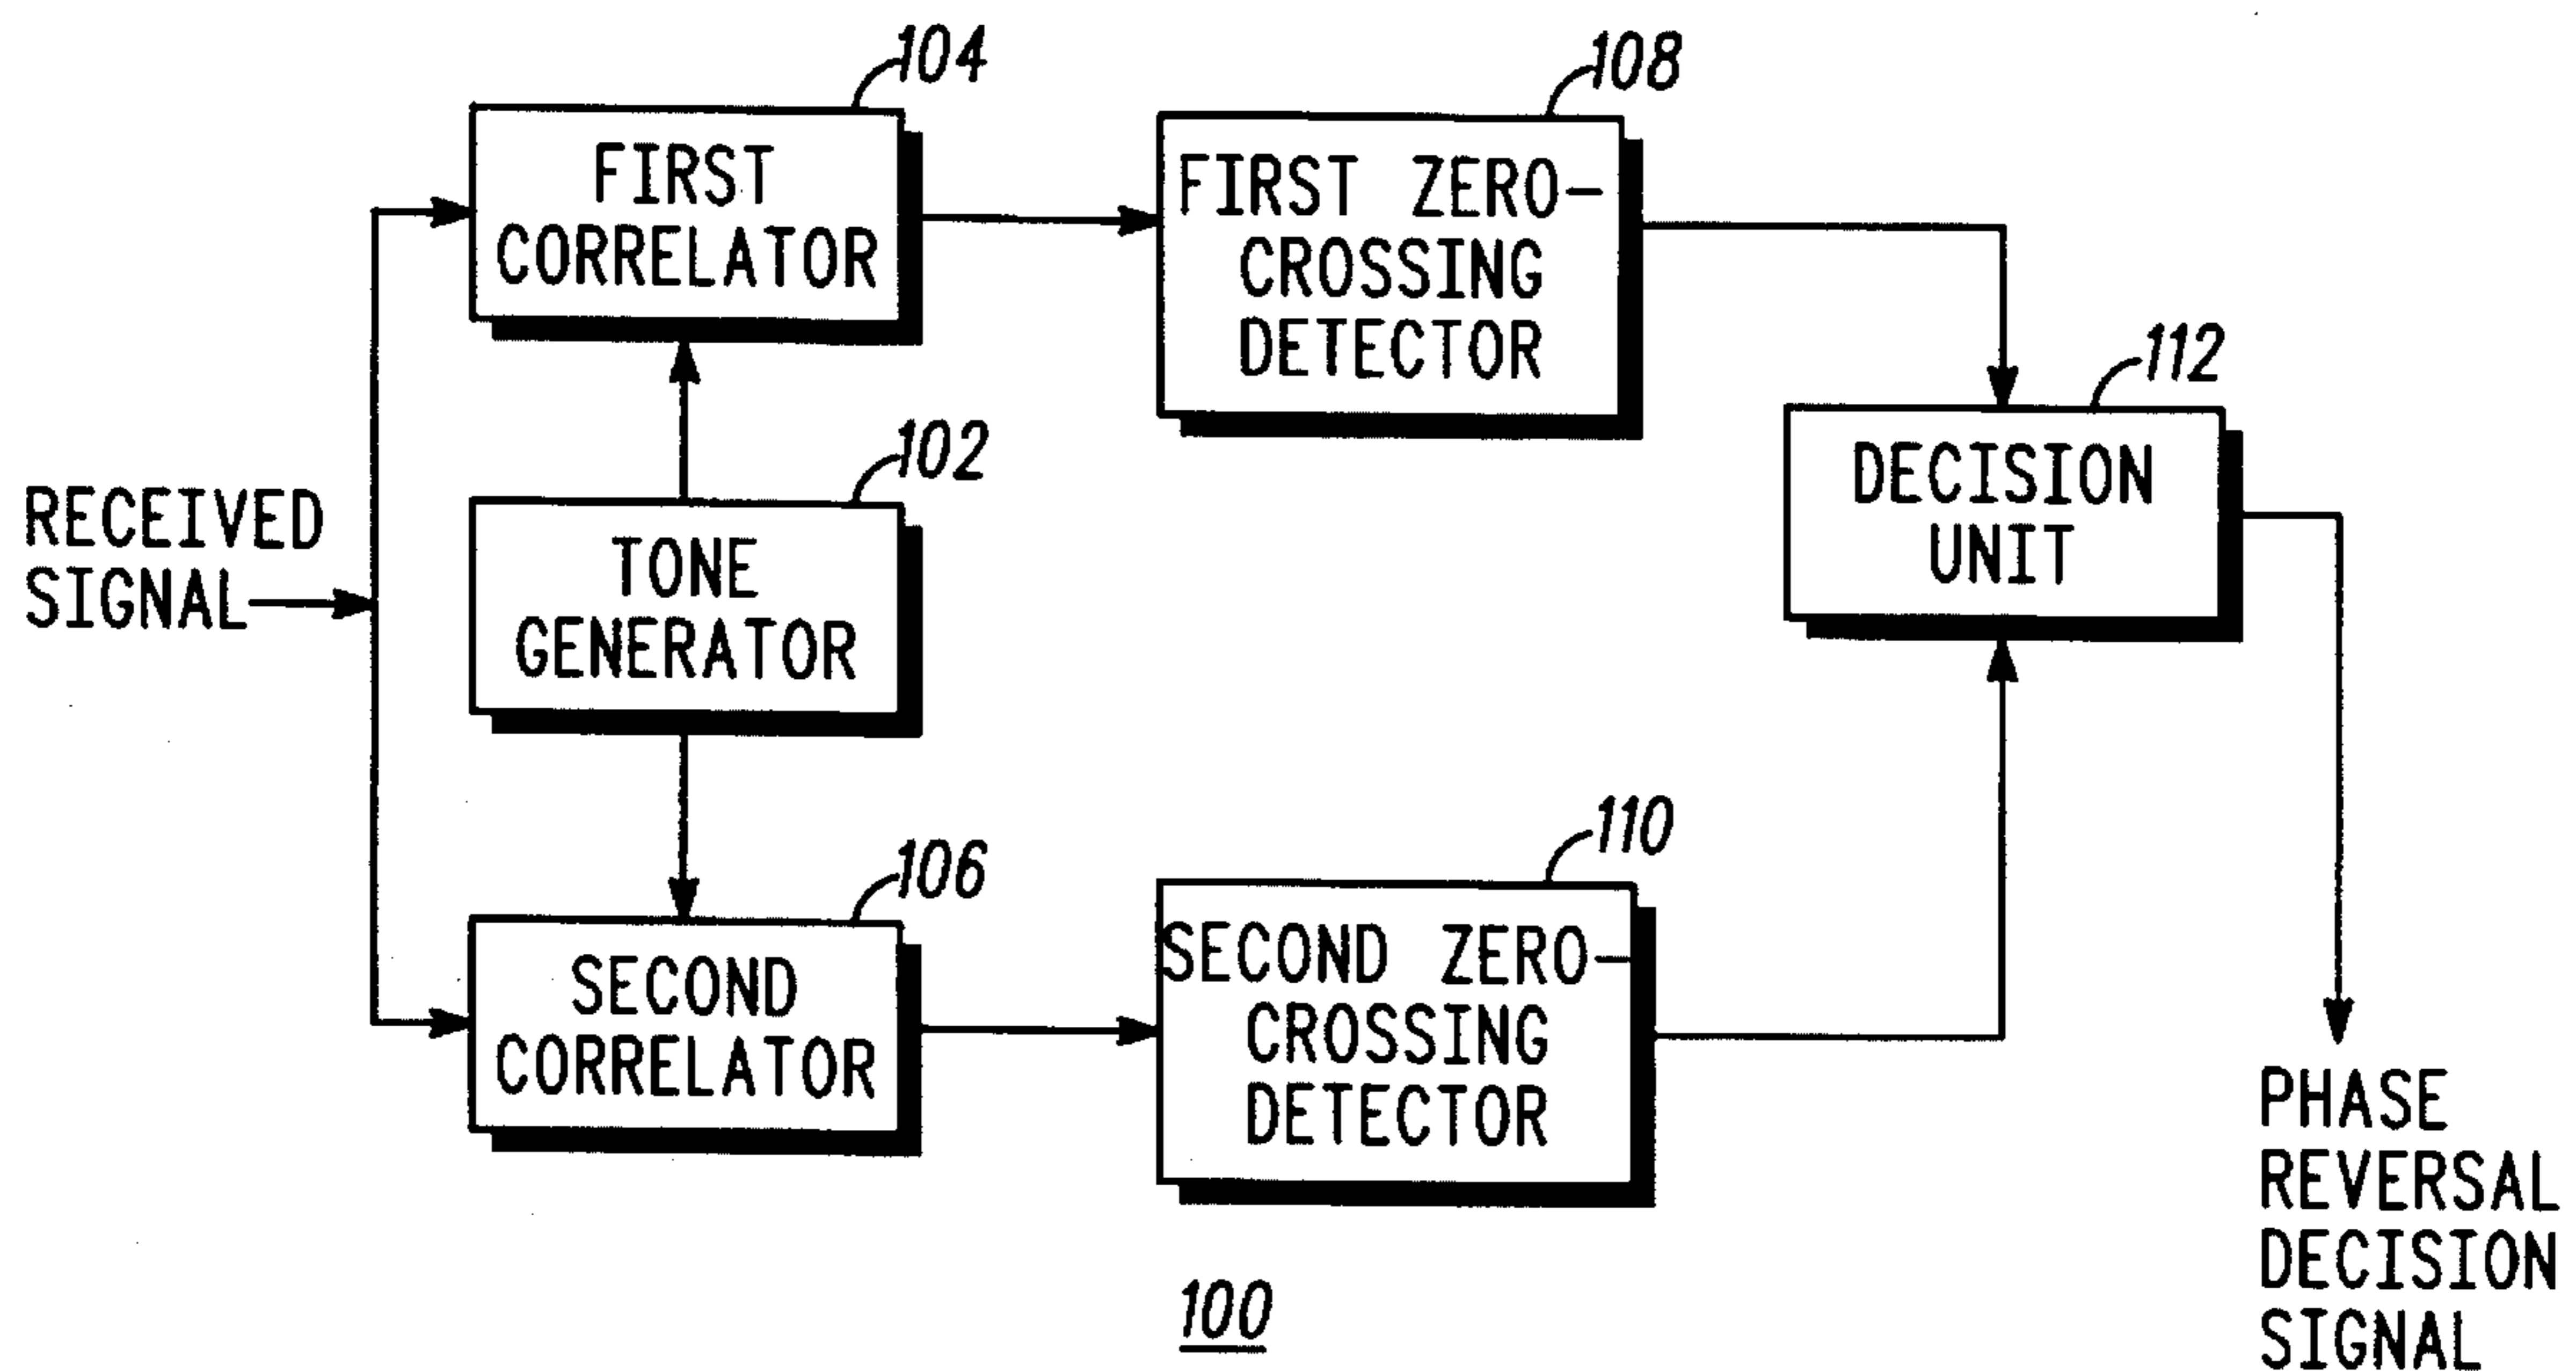 104
FIRST
CORRELATOR
108
FIRST ZERO-
CROSSING
DETECTOR
112
DECISION
UNIT
RECEIVED
SIGNAL
102
TONE
GENERATOR
106
SECOND
CORRELATOR
110
SECOND ZERO-
CROSSING
DETECTOR
PHASE
REVERSAL
DECISION
SIGNAL
100